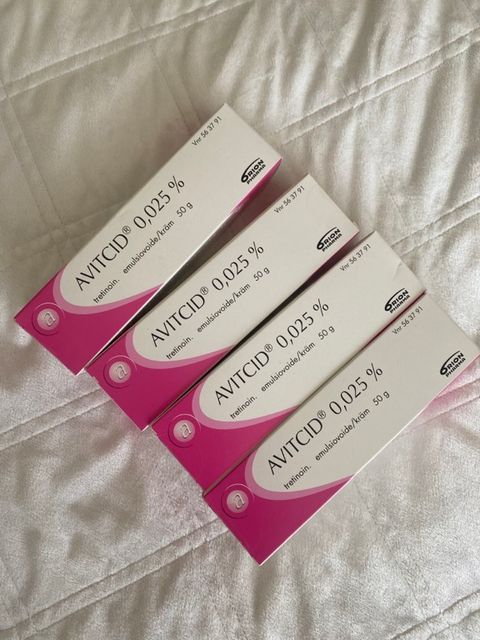 Vnr 56 37 91
ORION
PHARMA
AVITCID® 0,025 %
tretinoin. emulsiovoide/kräm 50 g
a
Vnr 56 37 91
ORION
PHARMA
AVITCID® 0,025 %
tretinoin. emulsiovoide/kräm 50 g
a
Vnr 56 37 91
ORION
PHARMA
AVITCID® 0,025 %
tretinoin. emulsiovoide/kräm 50 g
a
Vnr 56 37 91
ORION
PHARMA
AVITCID® 0,025 %
tretinoin. emulsiovoide/kräm 50 g
a